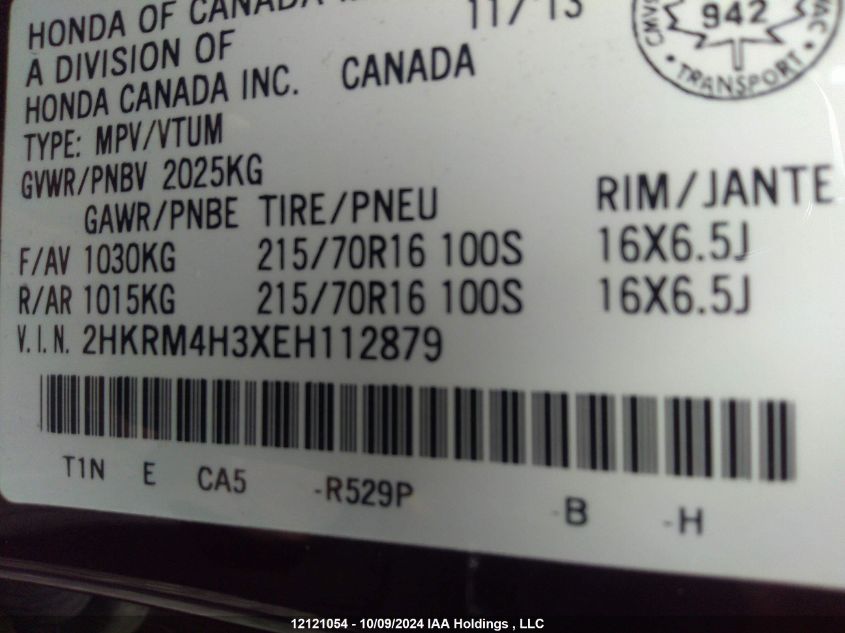 HONDA OF CANADA
11/13
A DIVISION OF
HONDA CANADA INC. CANADA
942
TRANSPORT
TYPE: MPV/VTUM
GVWR/PNBV 2025KG
GAWR/PNBE TIRE/PNEU RIM/JANTE
F/AV 1030KG 215/70R16 100S 16X6.5J
R/AR 1015KG 215/70R16 100S 16X6.5J
V.I.N. 2HKRM4H3XEH112879
T1N E CA5 -R529P -B -H
12121054 - 10/09/2024 IAA Holdings , LLC